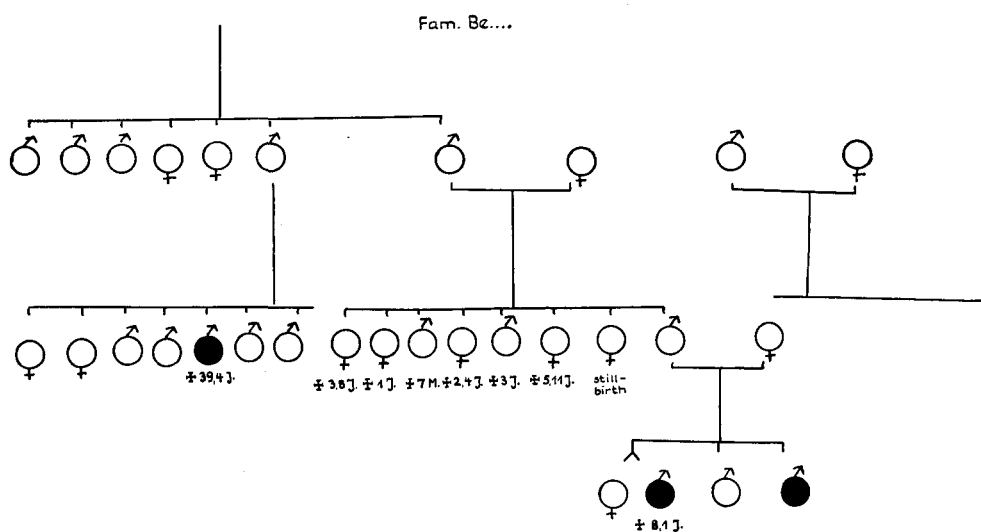 Fam. Be....
✠ 39,4 J.
✠ 3,8 J. ✠ 1 J. ✠ 7 M. ✠ 2,4 J. ✠ 3 J. ✠ 5,11 J. still-
birth
✠ 8,1 J.